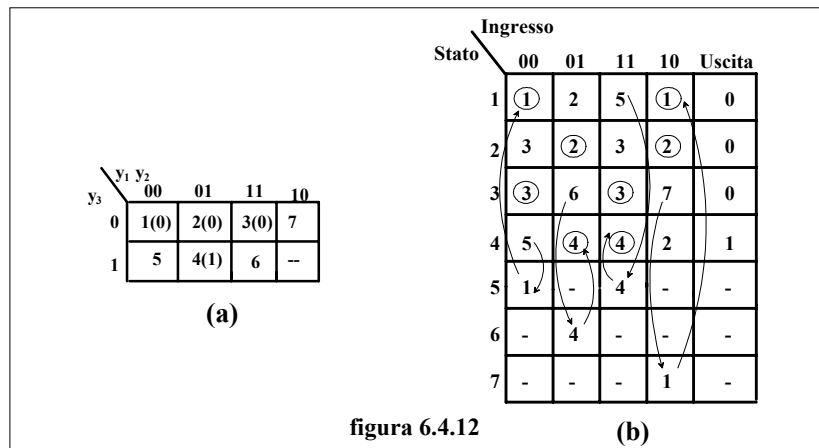 y₁ y₂
y₃
00 01 11 10
0 1(0) 2(0) 3(0) 7
1 5 4(1) 6 --
(a)
Ingresso
Stato
00 01 11 10 Uscita
1 1 2 5 1 0
2 3 2 3 2 0
3 3 6 3 7 0
4 5 4 4 2 1
5 1 - 4 - -
6 - 4 - - -
7 - - - 1 -
figura 6.4.12
(b)